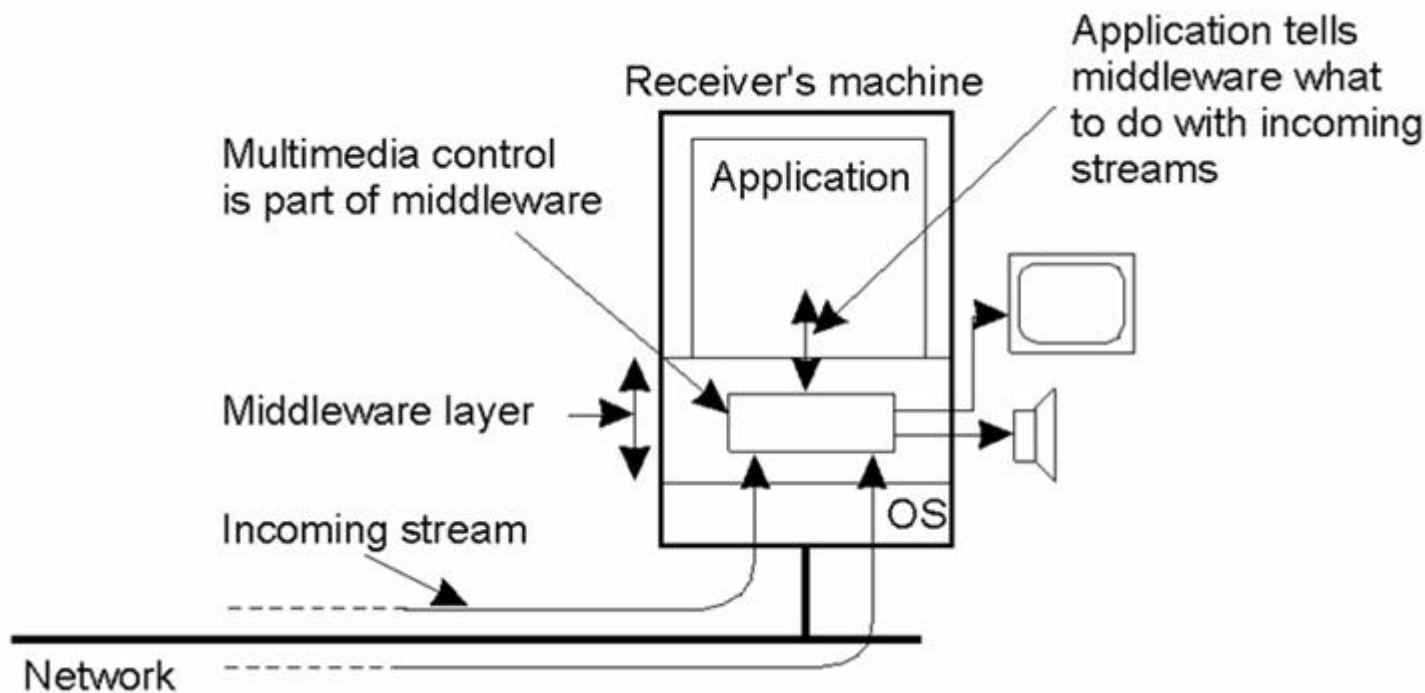 Receiver's machine
Application tells
middleware what
to do with incoming
streams
Multimedia control
is part of middleware
Application
Middleware layer
OS
Incoming stream
Network